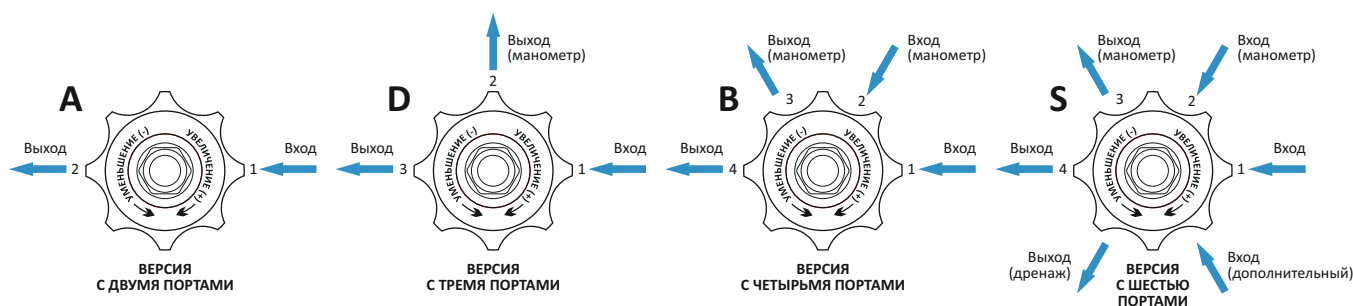 A
Выход
2
УМЕНЬШЕНИЕ (-)
УВЕЛИЧЕНИЕ (+)
1
Вход
ВЕРСИЯ
С ДВУМЯ ПОРТАМИ
D
Выход
(манометр)
2
Выход
3
УМЕНЬШЕНИЕ (-)
УВЕЛИЧЕНИЕ (+)
1
Вход
ВЕРСИЯ
С ТРЕМЯ ПОРТАМИ
B
Выход
(манометр)
Вход
(манометр)
3
2
Выход
4
УМЕНЬШЕНИЕ (-)
УВЕЛИЧЕНИЕ (+)
1
Вход
ВЕРСИЯ
С ЧЕТЫРЬМЯ ПОРТАМИ
S
Выход
(манометр)
Вход
(манометр)
3
2
Выход
4
УМЕНЬШЕНИЕ (-)
УВЕЛИЧЕНИЕ (+)
1
Вход
Выход
(дренаж)
Вход
(дополнительный)
ВЕРСИЯ
С ШЕСТЬЮ
ПОРТАМИ